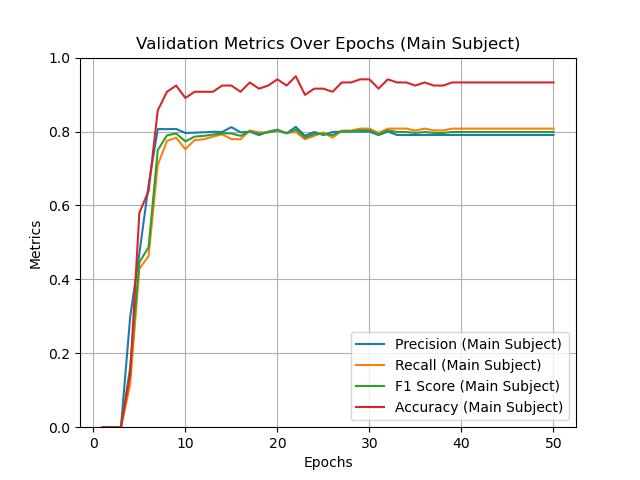 Validation Metrics Over Epochs (Main Subject)
1.0
0.8
0.6
0.4
0.2
0.0
Metrics
Precision (Main Subject)
Recall (Main Subject)
F1 Score (Main Subject)
Accuracy (Main Subject)
0 10 20 30 40 50
Epochs